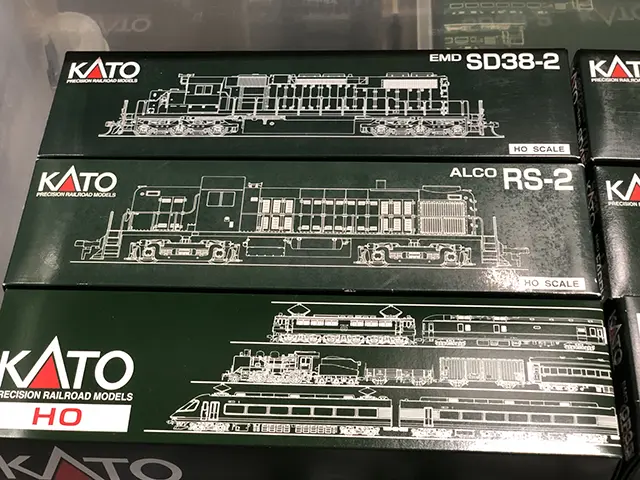 KATO
PRECISION RAILROAD MODELS
EMD SD38-2
HO SCALE
KATO
PRECISION RAILROAD MODELS
ALCO RS-2
HO SCALE
KATO
PRECISION RAILROAD MODELS
HO
KATO